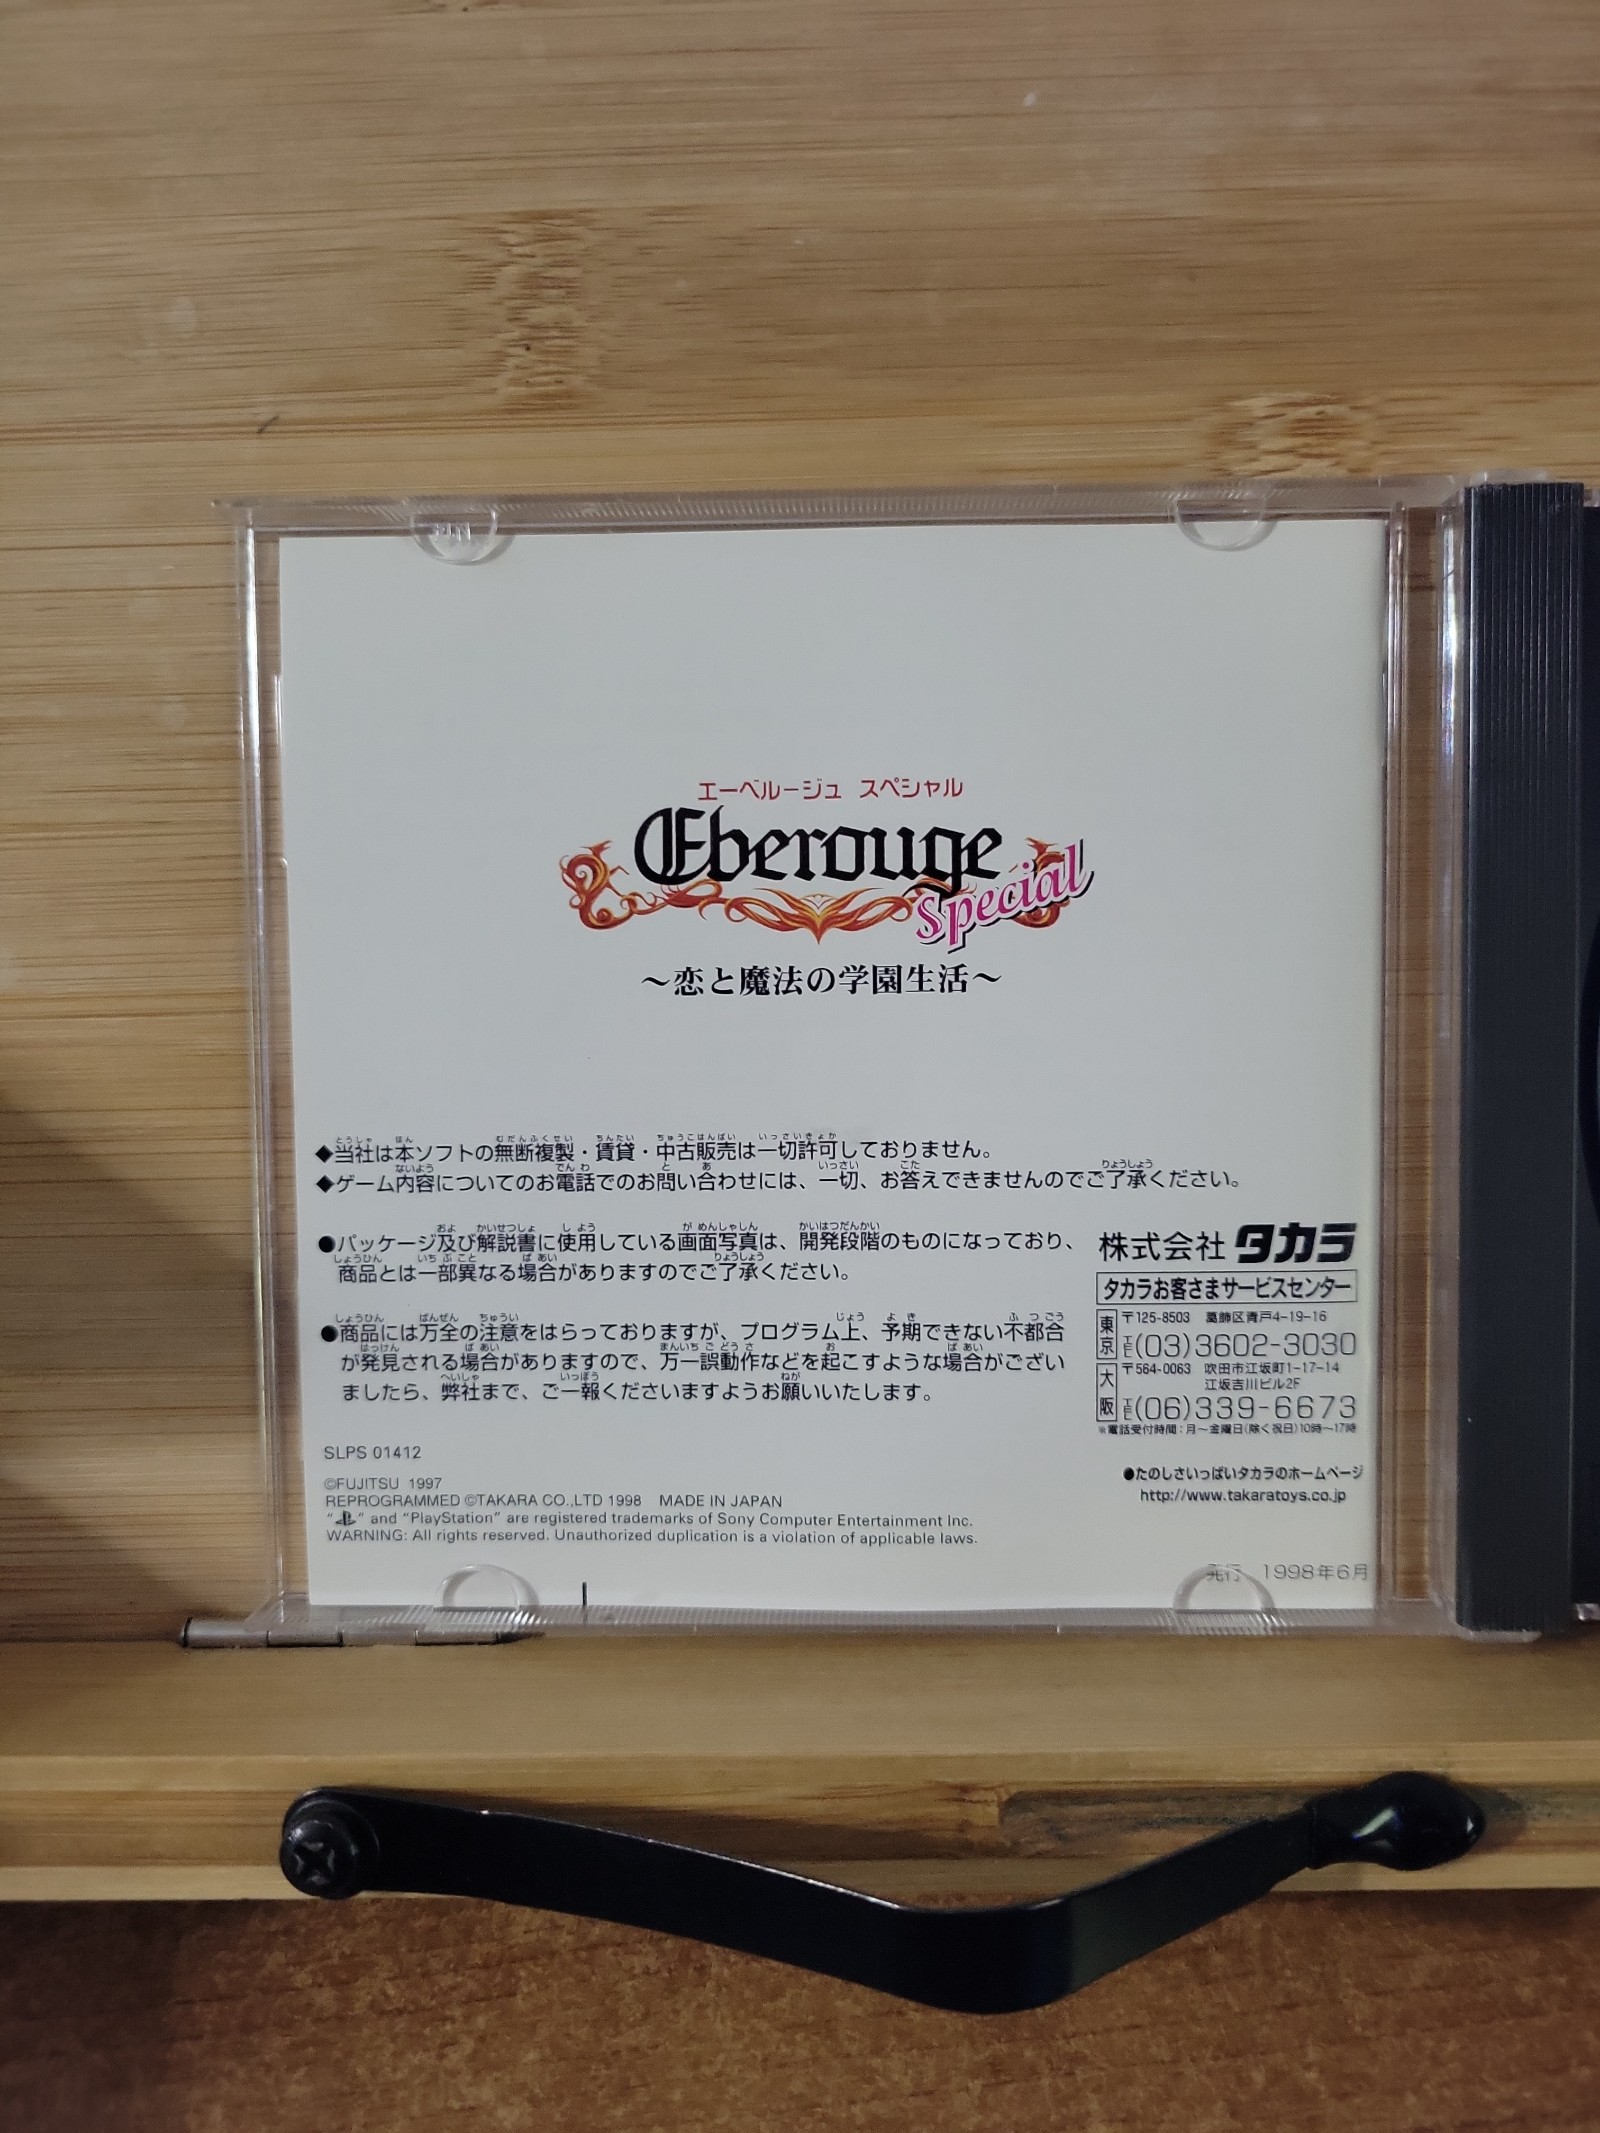 エーベルージュ スペシャル
Eberouge
Special
～恋と魔法の学園生活～
◆当社は本ソフトの無断複製・賃貸・中古販売は一切許可しておりません。
◆ゲーム内容についてのお電話でのお問い合わせには、一切、お答えできませんのでご了承ください。
●パッケージ及び解説書に使用している画面写真は、開発段階のものになっており、
商品とは一部異なる場合がありますのでご了承ください。
●商品には万全の注意をはらっておりますが、プログラム上、予期できない不都合
が発見される場合がありますので、万一誤動作などを起こすような場合がござい
ましたら、弊社まで、ご一報くださいますようお願いいたします。
株式会社 タカラ
タカラお客さまサービスセンター
東京 〒125-8503 葛飾区青戸4-19-16
TEL(03)3602-3030
大阪 〒564-0063 吹田市江坂町1-17-14
江坂吉川ビル2F
TEL(06)339-6673
※電話受付時間：月～金曜日(除く祝日)10時～17時
●たのしさいっぱいタカラのホームページ
http://www.takaratoys.co.jp
SLPS 01412
©FUJITSU 1997
REPROGRAMMED ©TAKARA CO.,LTD 1998 MADE IN JAPAN
“ ” and “PlayStation” are registered trademarks of Sony Computer Entertainment Inc.
WARNING: All rights reserved. Unauthorized duplication is a violation of applicable laws.
発行 1998年6月